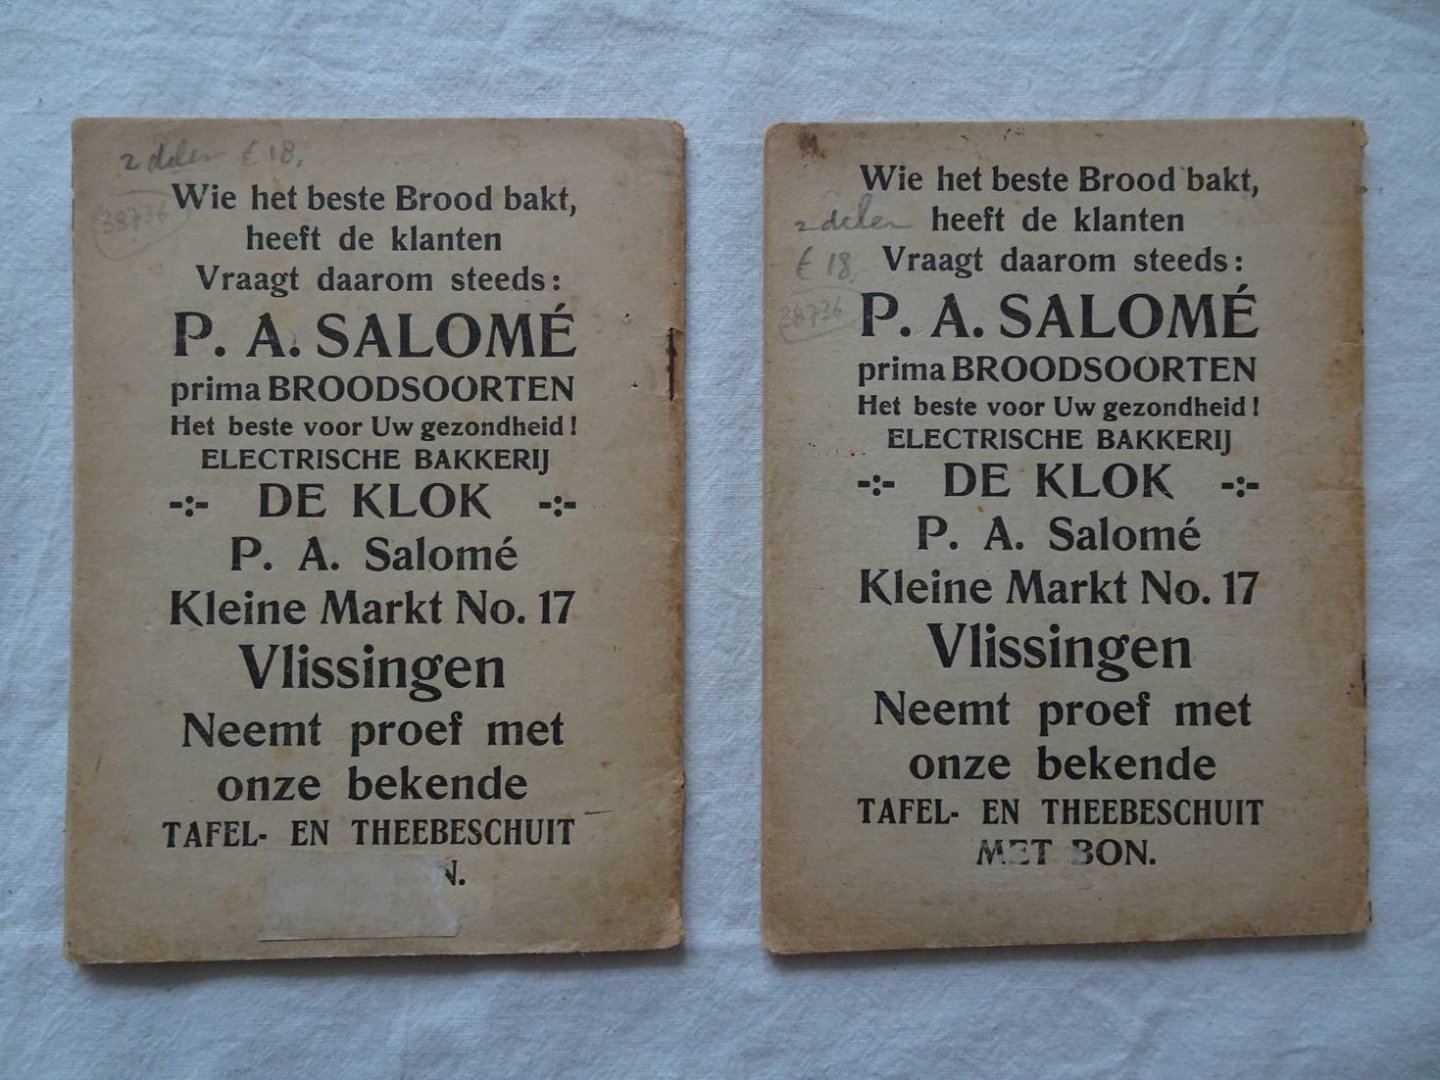 2 delen € 18,
38736
Wie het beste Brood bakt,
heeft de klanten
Vraagt daarom steeds:
P. A. SALOMÉ
prima BROODSOORTEN
Het beste voor Uw gezondheid!
ELECTRISCHE BAKKERIJ
-:- DE KLOK -:-
P. A. Salomé
Kleine Markt No. 17
Vlissingen
Neemt proef met
onze bekende
TAFEL- EN THEEBESCHUIT
N.
Wie het beste Brood bakt,
2 delen heeft de klanten
€ 18, Vraagt daarom steeds:
38736
P. A. SALOMÉ
prima BROODSOORTEN
Het beste voor Uw gezondheid!
ELECTRISCHE BAKKERIJ
-:- DE KLOK -:-
P. A. Salomé
Kleine Markt No. 17
Vlissingen
Neemt proef met
onze bekende
TAFEL- EN THEEBESCHUIT
MET BON.